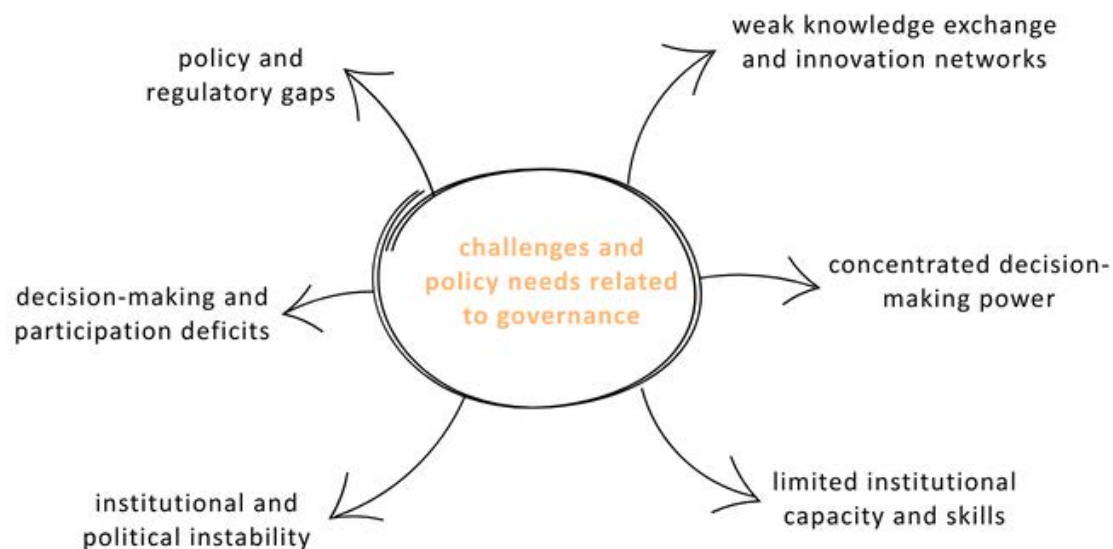 policy and
regulatory gaps
weak knowledge exchange
and innovation networks
challenges and
policy needs related
to governance
decision-making and
participation deficits
concentrated decision-
making power
institutional and
political instability
limited institutional
capacity and skills